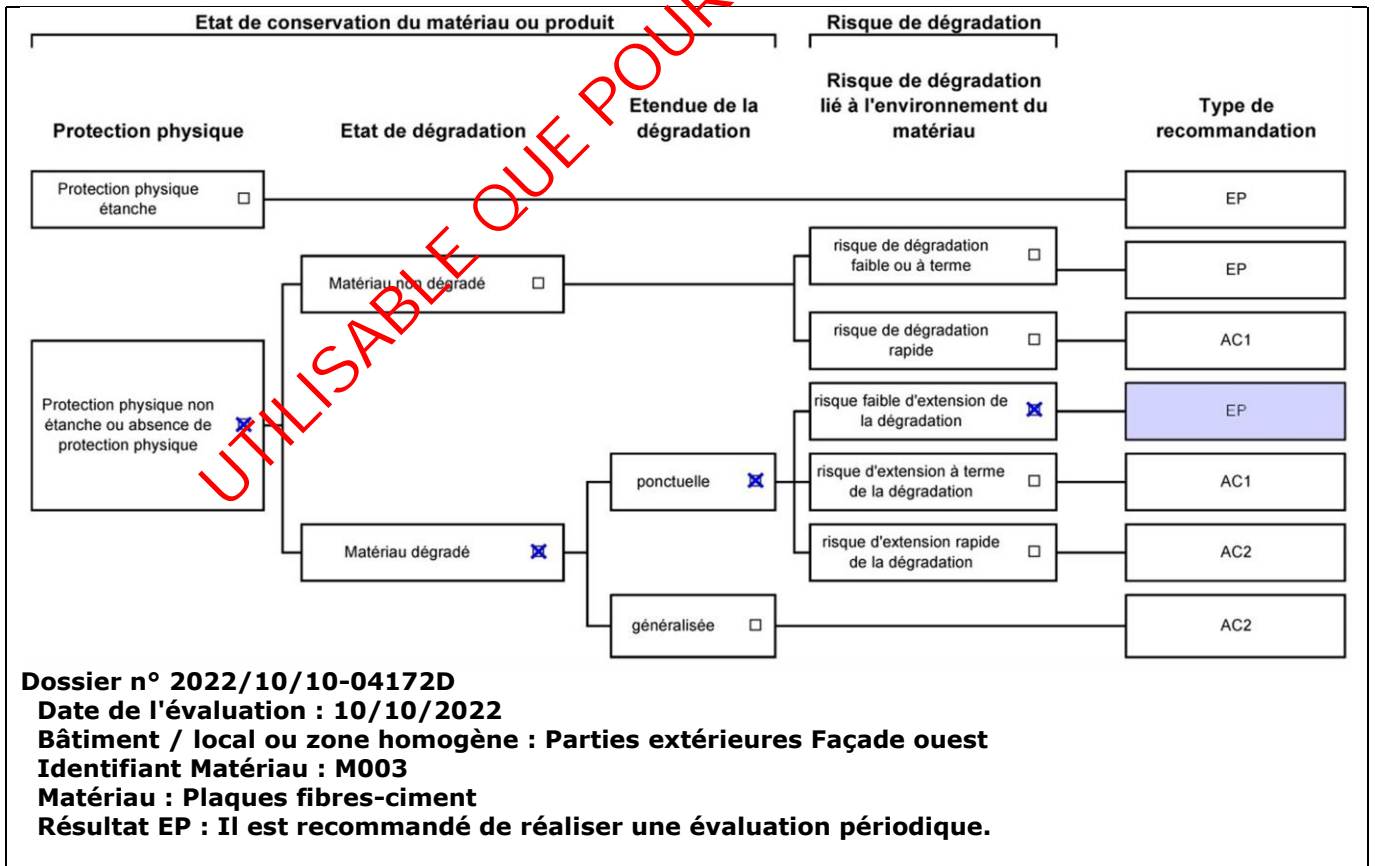 Etat de conservation du matériau ou produit
Risque de dégradation
Protection physique
Etat de dégradation
Etendue de la
dégradation
Risque de dégradation
lié à l'environnement du
matériau
Type de
recommandation
Protection physique
étanche
EP
Matériau non dégradé
risque de dégradation
faible ou à terme
EP
risque de dégradation
rapide
AC1
Protection physique non
étanche ou absence de
protection physique
risque faible d'extension de
la dégradation
EP
ponctuelle
risque d'extension à terme
de la dégradation
AC1
Matériau dégradé
risque d'extension rapide
de la dégradation
AC2
généralisée
AC2
UTILISABLE QUE POUR
Dossier n° 2022/10/10-04172D
Date de l'évaluation : 10/10/2022
Bâtiment / local ou zone homogène : Parties extérieures Façade ouest
Identifiant Matériau : M003
Matériau : Plaques fibres-ciment
Résultat EP : Il est recommandé de réaliser une évaluation périodique.